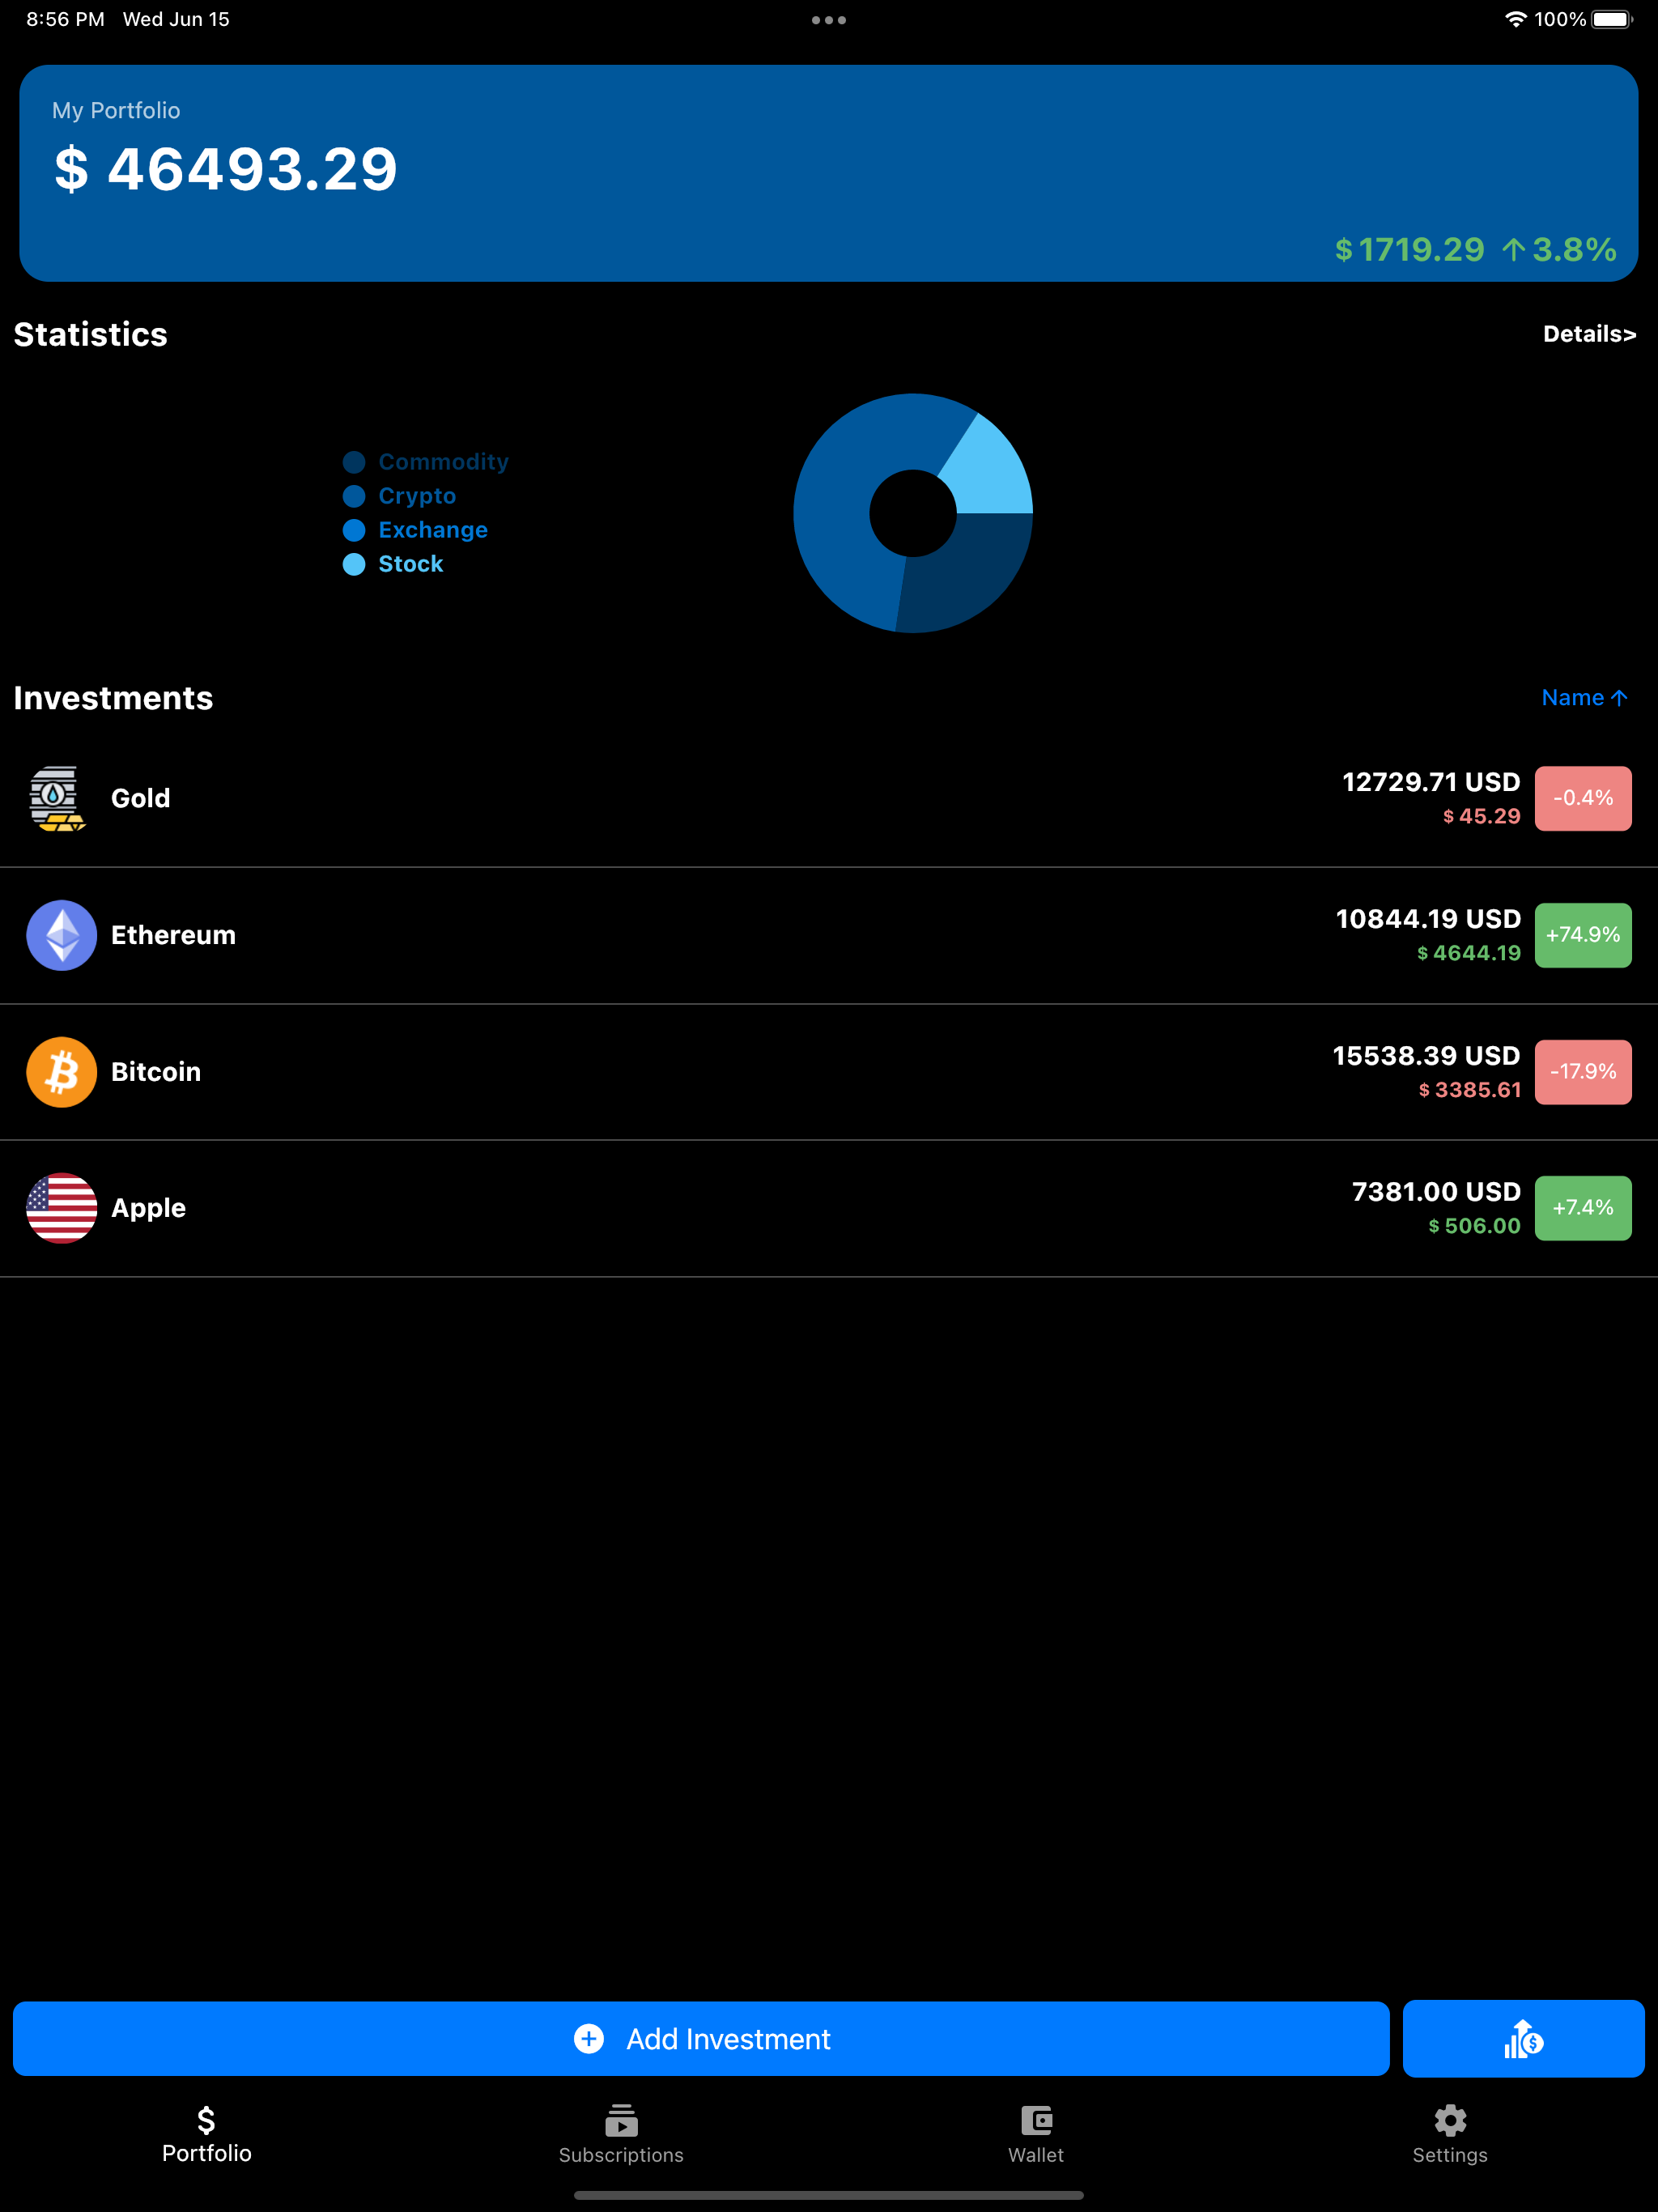 8:56 PM Wed Jun 15
100%
My Portfolio
$ 46493.29
$ 1719.29 ↑ 3.8%
Statistics
Details>
Commodity
Crypto
Exchange
Stock
Investments
Name ↑
Gold
12729.71 USD
$ 45.29
-0.4%
Ethereum
10844.19 USD
$ 4644.19
+74.9%
Bitcoin
15538.39 USD
$ 3385.61
-17.9%
Apple
7381.00 USD
$ 506.00
+7.4%
Add Investment
Portfolio
Subscriptions
Wallet
Settings